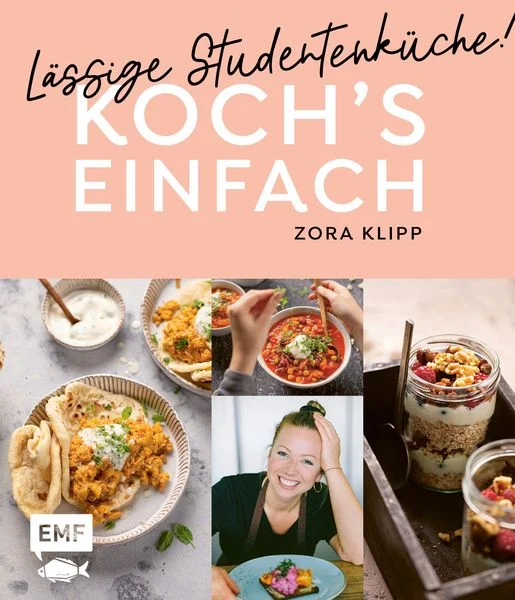 Lässige Studentenküche!
KOCH'S
EINFACH
ZORA KLIPP
EMF